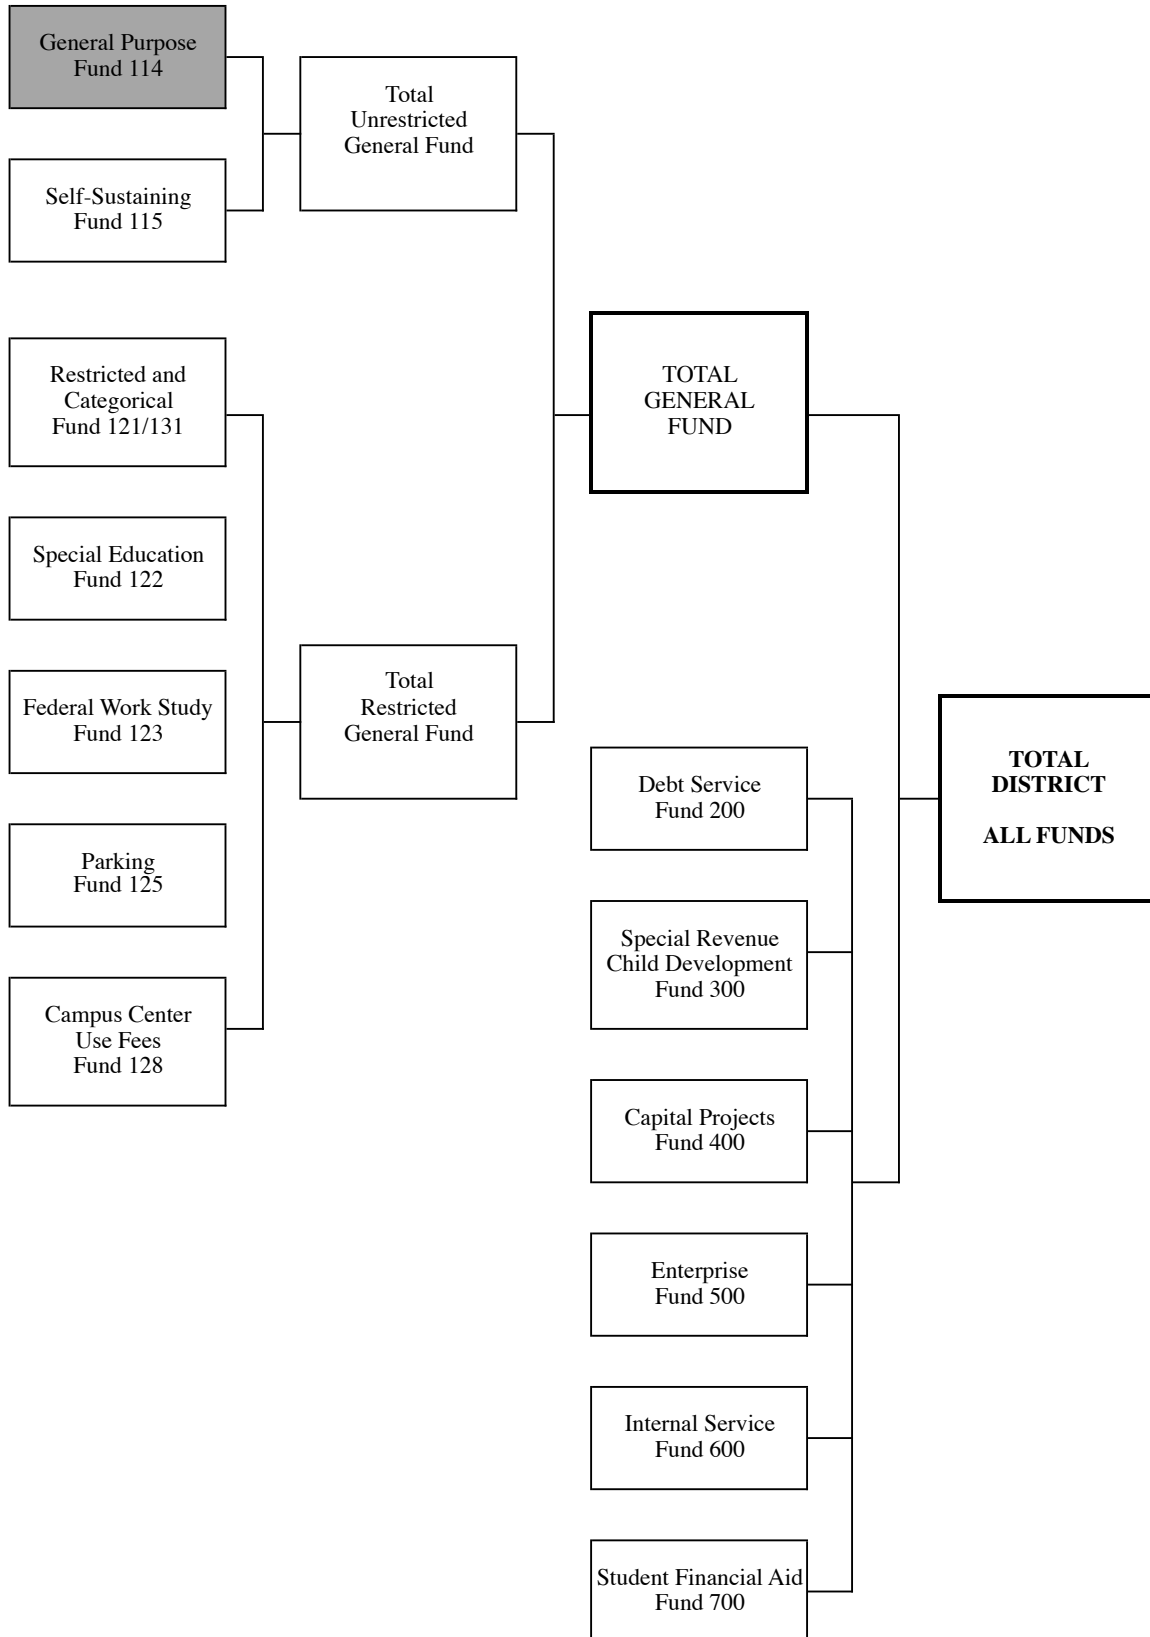 General Purpose
Fund 114
Self-Sustaining
Fund 115
Restricted and
Categorical
Fund 121/131
Special Education
Fund 122
Federal Work Study
Fund 123
Parking
Fund 125
Campus Center
Use Fees
Fund 128
Total
Unrestricted
General Fund
Total
Restricted
General Fund
TOTAL
GENERAL
FUND
Debt Service
Fund 200
Special Revenue
Child Development
Fund 300
Capital Projects
Fund 400
Enterprise
Fund 500
Internal Service
Fund 600
Student Financial Aid
Fund 700
TOTAL
DISTRICT
ALL FUNDS